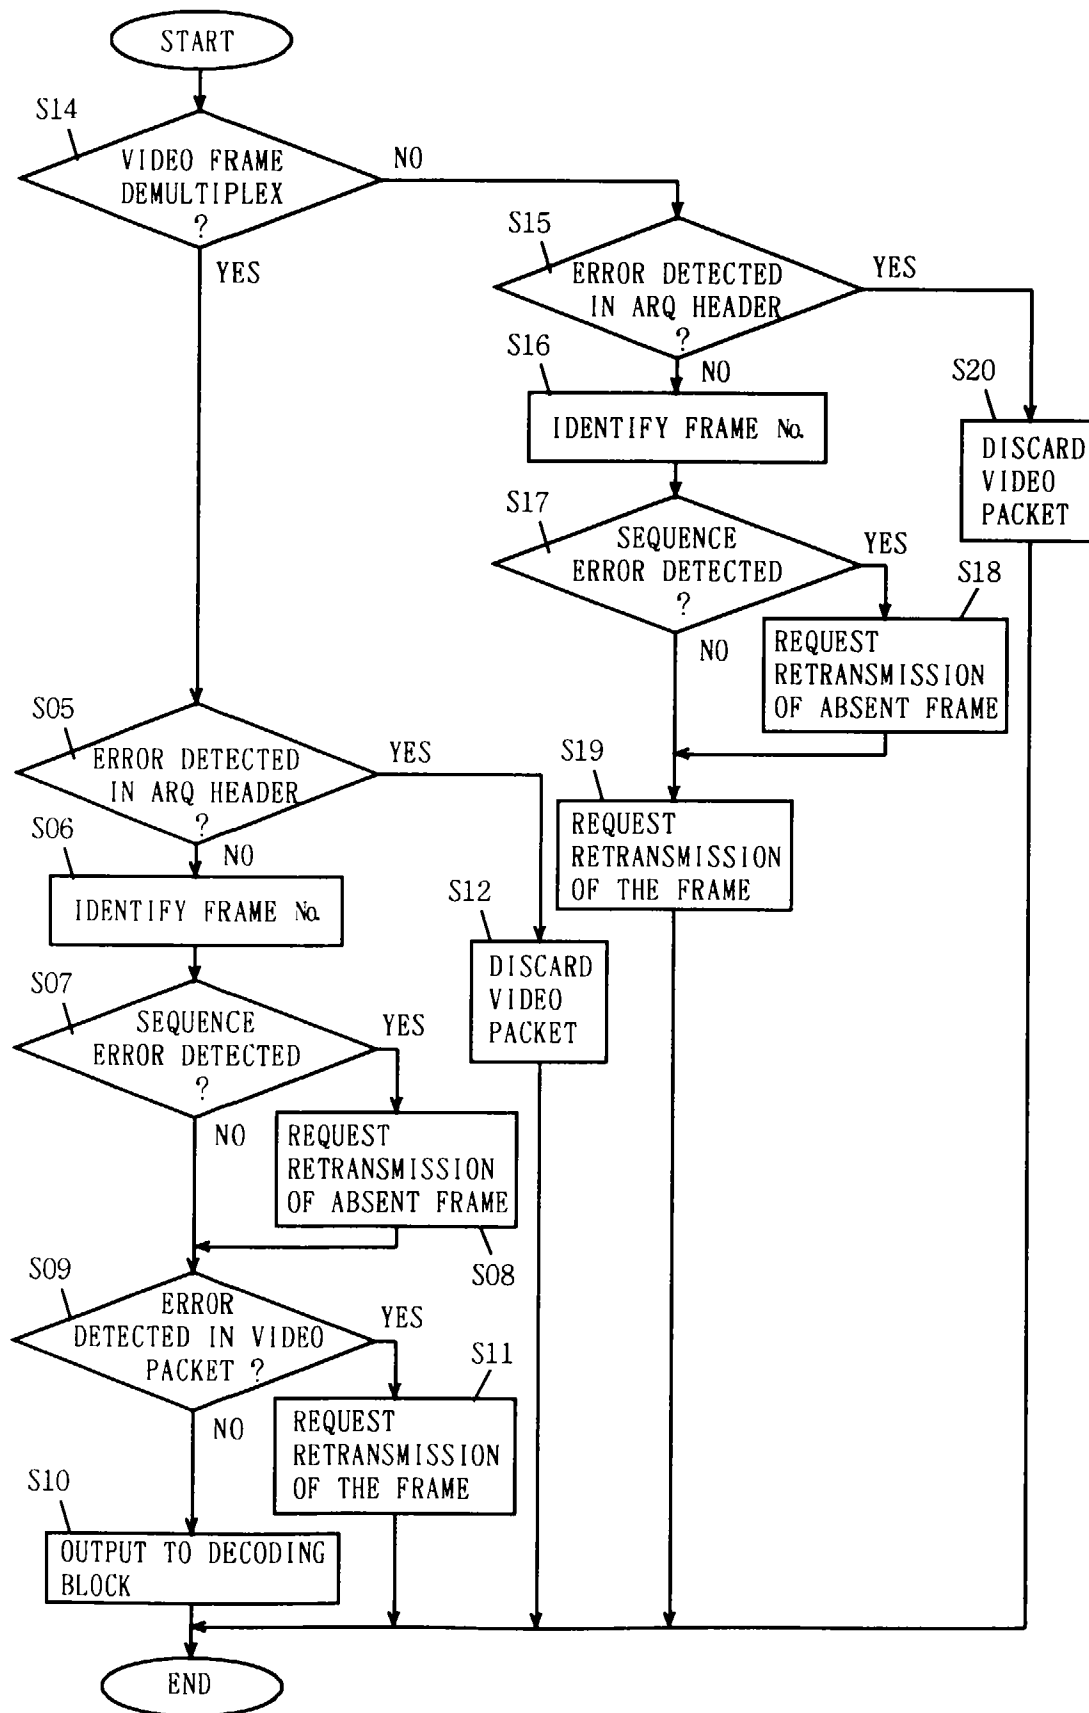 START
S14
VIDEO FRAME
DEMULTIPLEX
?
NO
YES
S15
ERROR DETECTED
IN ARQ HEADER
?
YES
NO
S16
IDENTIFY FRAME No.
S20
DISCARD
VIDEO
PACKET
S17
SEQUENCE
ERROR DETECTED
?
YES
NO
S18
REQUEST
RETRANSMISSION
OF ABSENT FRAME
S19
REQUEST
RETRANSMISSION
OF THE FRAME
S05
ERROR DETECTED
IN ARQ HEADER
?
YES
NO
S06
IDENTIFY FRAME No.
S12
DISCARD
VIDEO
PACKET
S07
SEQUENCE
ERROR DETECTED
?
YES
NO
REQUEST
RETRANSMISSION
OF ABSENT FRAME
S08
S09
ERROR
DETECTED IN VIDEO
PACKET ?
YES
NO
S11
REQUEST
RETRANSMISSION
OF THE FRAME
S10
OUTPUT TO DECODING
BLOCK
END